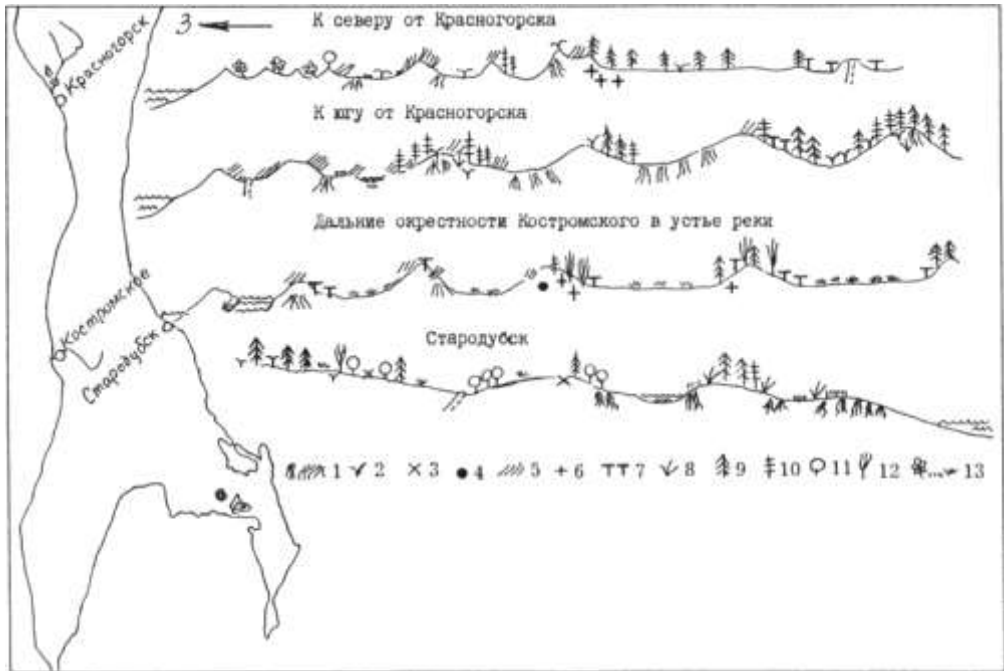 К северу от Красногорска
З
Красногорск
К югу от Красногорска
Дальние окрестности Костромского в устье реки
Костромское
Стародубск
Стародубск
1 2 3 4 5 6 7 8 9 10 11 12 13